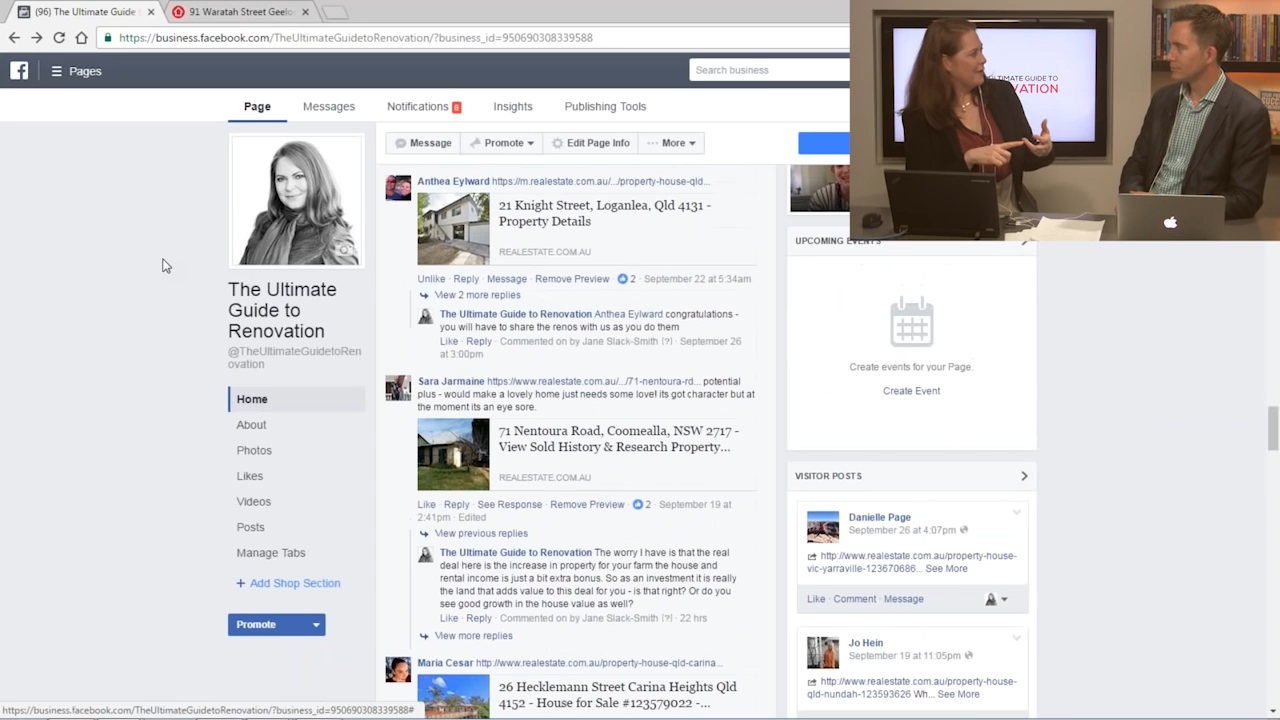 (96) The Ultimate Guide
91 Waratah Street Geelo
https://business.facebook.com/TheUltimateGuidetoRenovation/?business_id=950690308339588
Pages
Search business
Page
Messages
Notifications 8
Insights
Publishing Tools
Message
Promote
Edit Page Info
More
The Ultimate
Guide to
Renovation
@TheUltimateGuidetoRen
ovation
Home
About
Photos
Likes
Videos
Posts
Manage Tabs
+ Add Shop Section
Promote
Anthea Eylward https://m.realestate.com.au/.../property-house-qld...
21 Knight Street, Loganlea, Qld 4131 -
Property Details
REALESTATE.COM.AU
Unlike · Reply · Message · Remove Preview · 2 · September 22 at 5:34am
View 2 more replies
The Ultimate Guide to Renovation Anthea Eylward congratulations -
you will have to share the renos with us as you do them
Like · Reply · Commented on by Jane Slack-Smith [?] · September 26
at 3:00pm
Sara Jarmaine https://www.realestate.com.au/.../71-nentoura-rd... potential
plus - would make a lovely home just needs some love! its got character but at
the moment its an eye sore.
71 Nentoura Road, Coomealla, NSW 2717 -
View Sold History & Research Property...
REALESTATE.COM.AU
Like · Reply · See Response · Remove Preview · 2 · September 19 at
2:41pm · Edited
View previous replies
The Ultimate Guide to Renovation The worry I have is that the real
deal here is the increase in property for your farm the house and
rental income is just a bit extra bonus. So as an investment it is really
the land that adds value to this deal for you - is that right? Or do you
see good growth in the house value as well?
Like · Reply · Commented on by Jane Slack-Smith [?] · 22 hrs
View more replies
Maria Cesar http://www.realestate.com.au/property-house-qld-carina...
26 Hecklemann Street Carina Heights Qld
4152 - House for Sale #123579022 -...
ULTIMATE GUIDE TO
VATION
UPCOMING EVENTS
Create events for your Page.
Create Event
VISITOR POSTS
Danielle Page
September 26 at 4:07pm
http://www.realestate.com.au/property-house-
vic-yarraville-123670686... See More
Like · Comment · Message
Jo Hein
September 19 at 11:05pm
http://www.realestate.com.au/property-house-
qld-nundah-123593626 Wh... See More
https://business.facebook.com/TheUltimateGuidetoRenovation/?business_id=950690308339588#